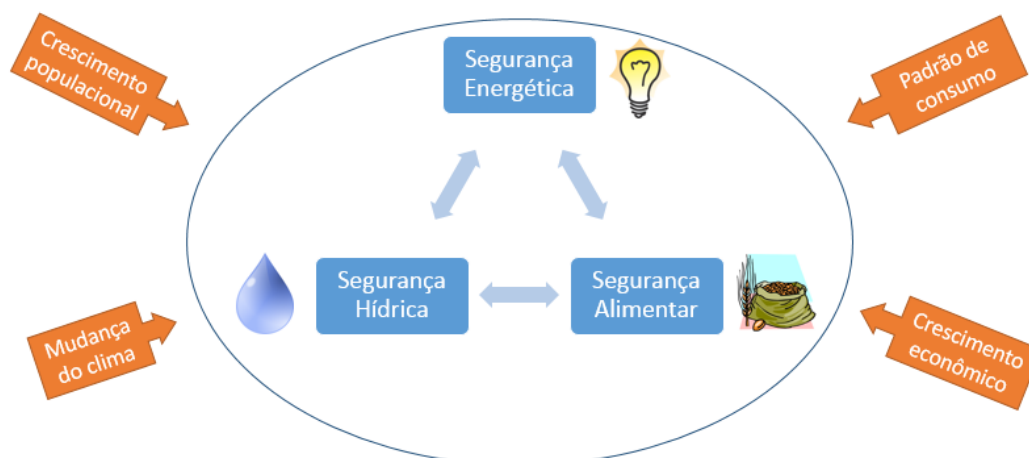 Crescimento
populacional
Segurança
Energética
Padrão de
consumo
Segurança
Hídrica
Segurança
Alimentar
Mudança
do clima
Crescimento
econômico